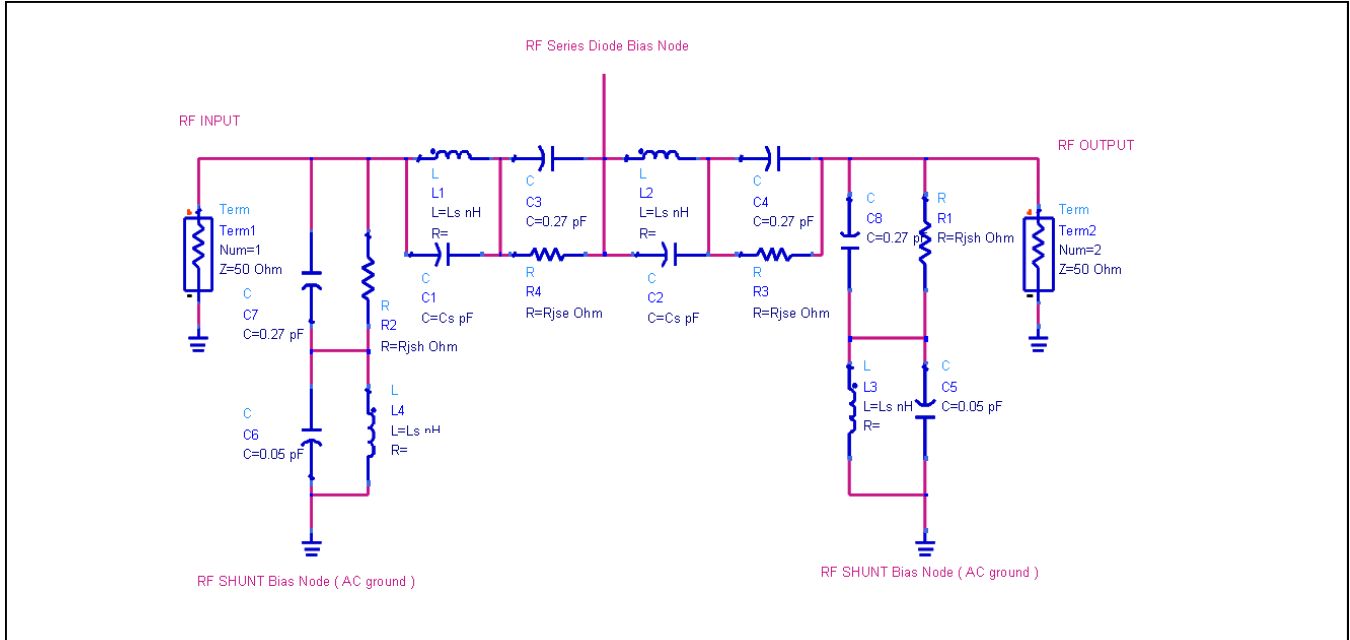 RF Series Diode Bias Node
RF INPUT
RF OUTPUT
Term
Term1
Num=1
Z=50 Ohm
L
L1
L=Ls nH
R=
C
C3
C=0.27 pF
L
L2
L=Ls nH
R=
C
C4
C=0.27 pF
C
C1
C=Cs pF
R
R4
R=Rjse Ohm
C
C2
C=Cs pF
R
R3
R=Rjse Ohm
C
C8
C=0.27 pF
R
R1
R=Rjsh Ohm
Term
Term2
Num=2
Z=50 Ohm
C
C7
C=0.27 pF
R
R2
R=Rjsh Ohm
C
C6
C=0.05 pF
L
L4
L=Ls nH
R=
L
L3
L=Ls nH
R=
C
C5
C=0.05 pF
RF SHUNT Bias Node ( AC ground )
RF SHUNT Bias Node ( AC ground )